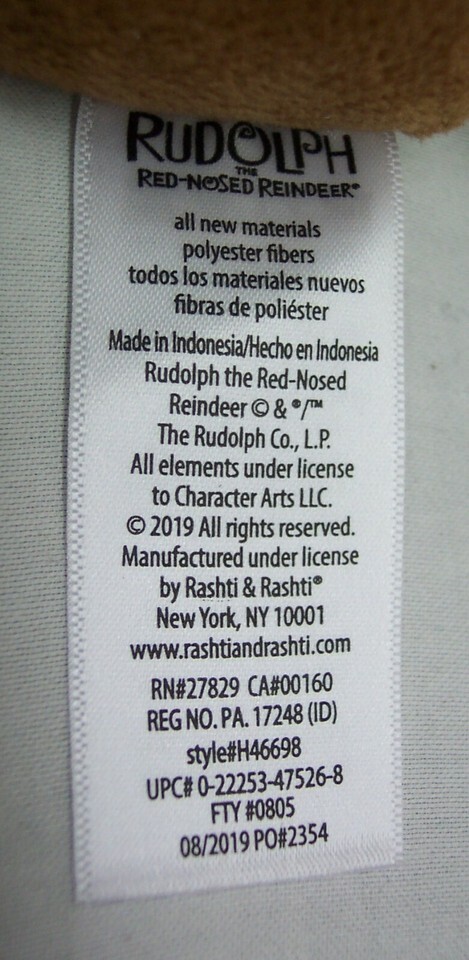 RUDOLPH
THE
RED-NOSED REINDEER®
all new materials
polyester fibers
todos los materiales nuevos
fibras de poliéster
Made in Indonesia/Hecho en Indonesia
Rudolph the Red-Nosed
Reindeer © & ®/™
The Rudolph Co., L.P.
All elements under license
to Character Arts LLC.
© 2019 All rights reserved.
Manufactured under license
by Rashti & Rashti®
New York, NY 10001
www.rashtiandrashti.com
RN#27829 CA#00160
REG NO. PA. 17248 (ID)
style#H46698
UPC# 0-22253-47526-8
FTY #0805
08/2019 PO#2354